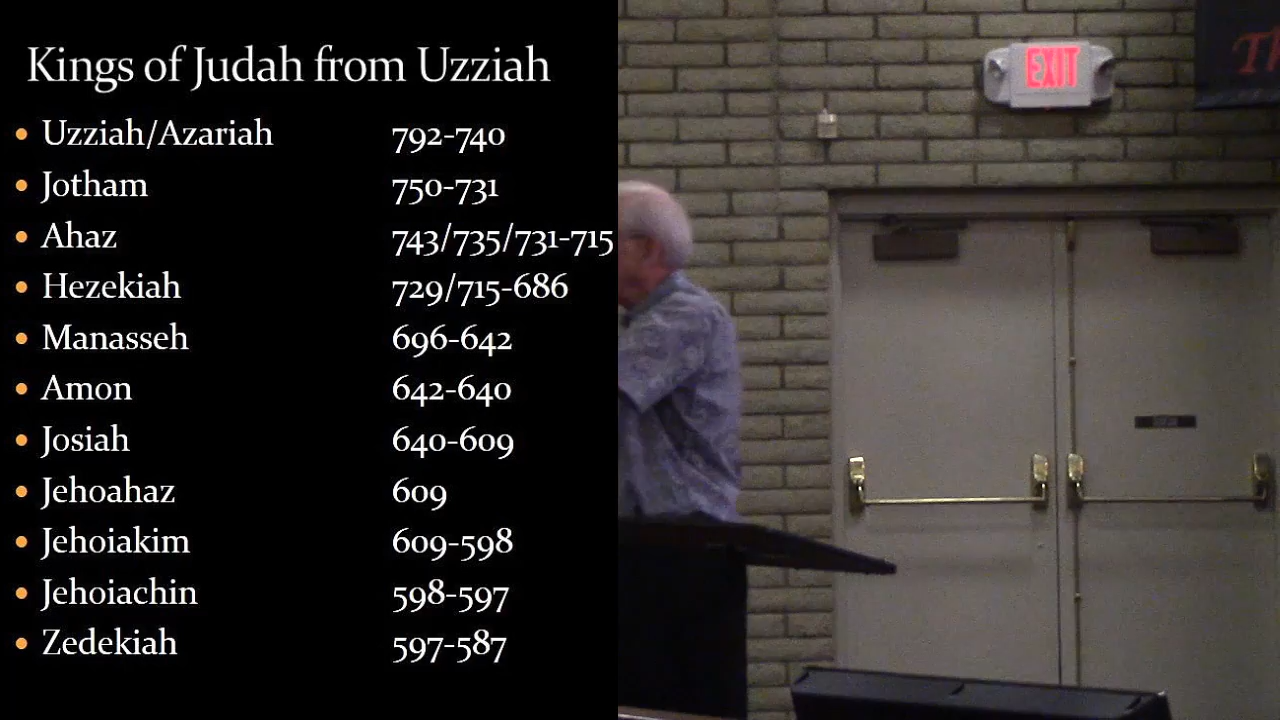 Kings of Judah from Uzziah
• Uzziah/Azariah 792-740
• Jotham 750-731
• Ahaz 743/735/731-715
• Hezekiah 729/715-686
• Manasseh 696-642
• Amon 642-640
• Josiah 640-609
• Jehoahaz 609
• Jehoiakim 609-598
• Jehoiachin 598-597
• Zedekiah 597-587
EXIT